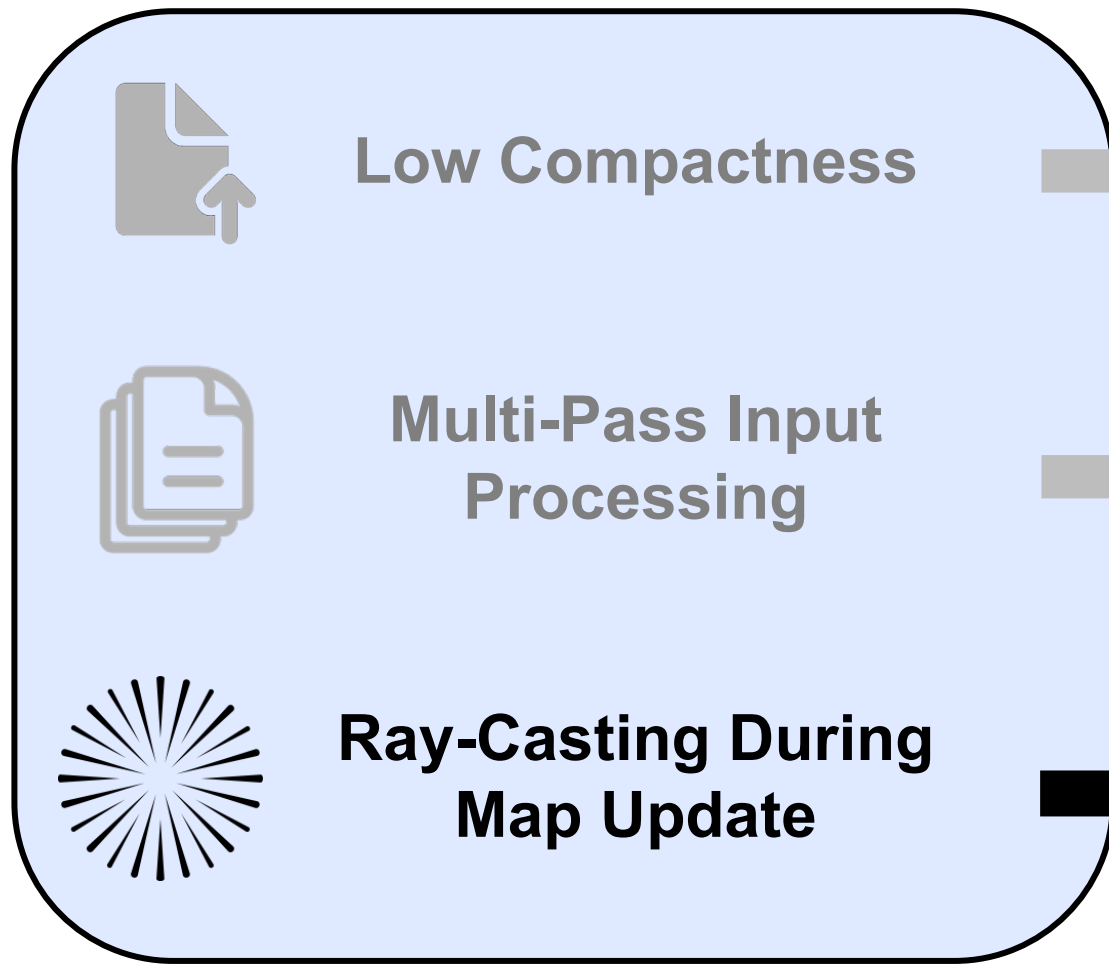 Low Compactness
Multi-Pass Input
Processing
Ray-Casting During
Map Update